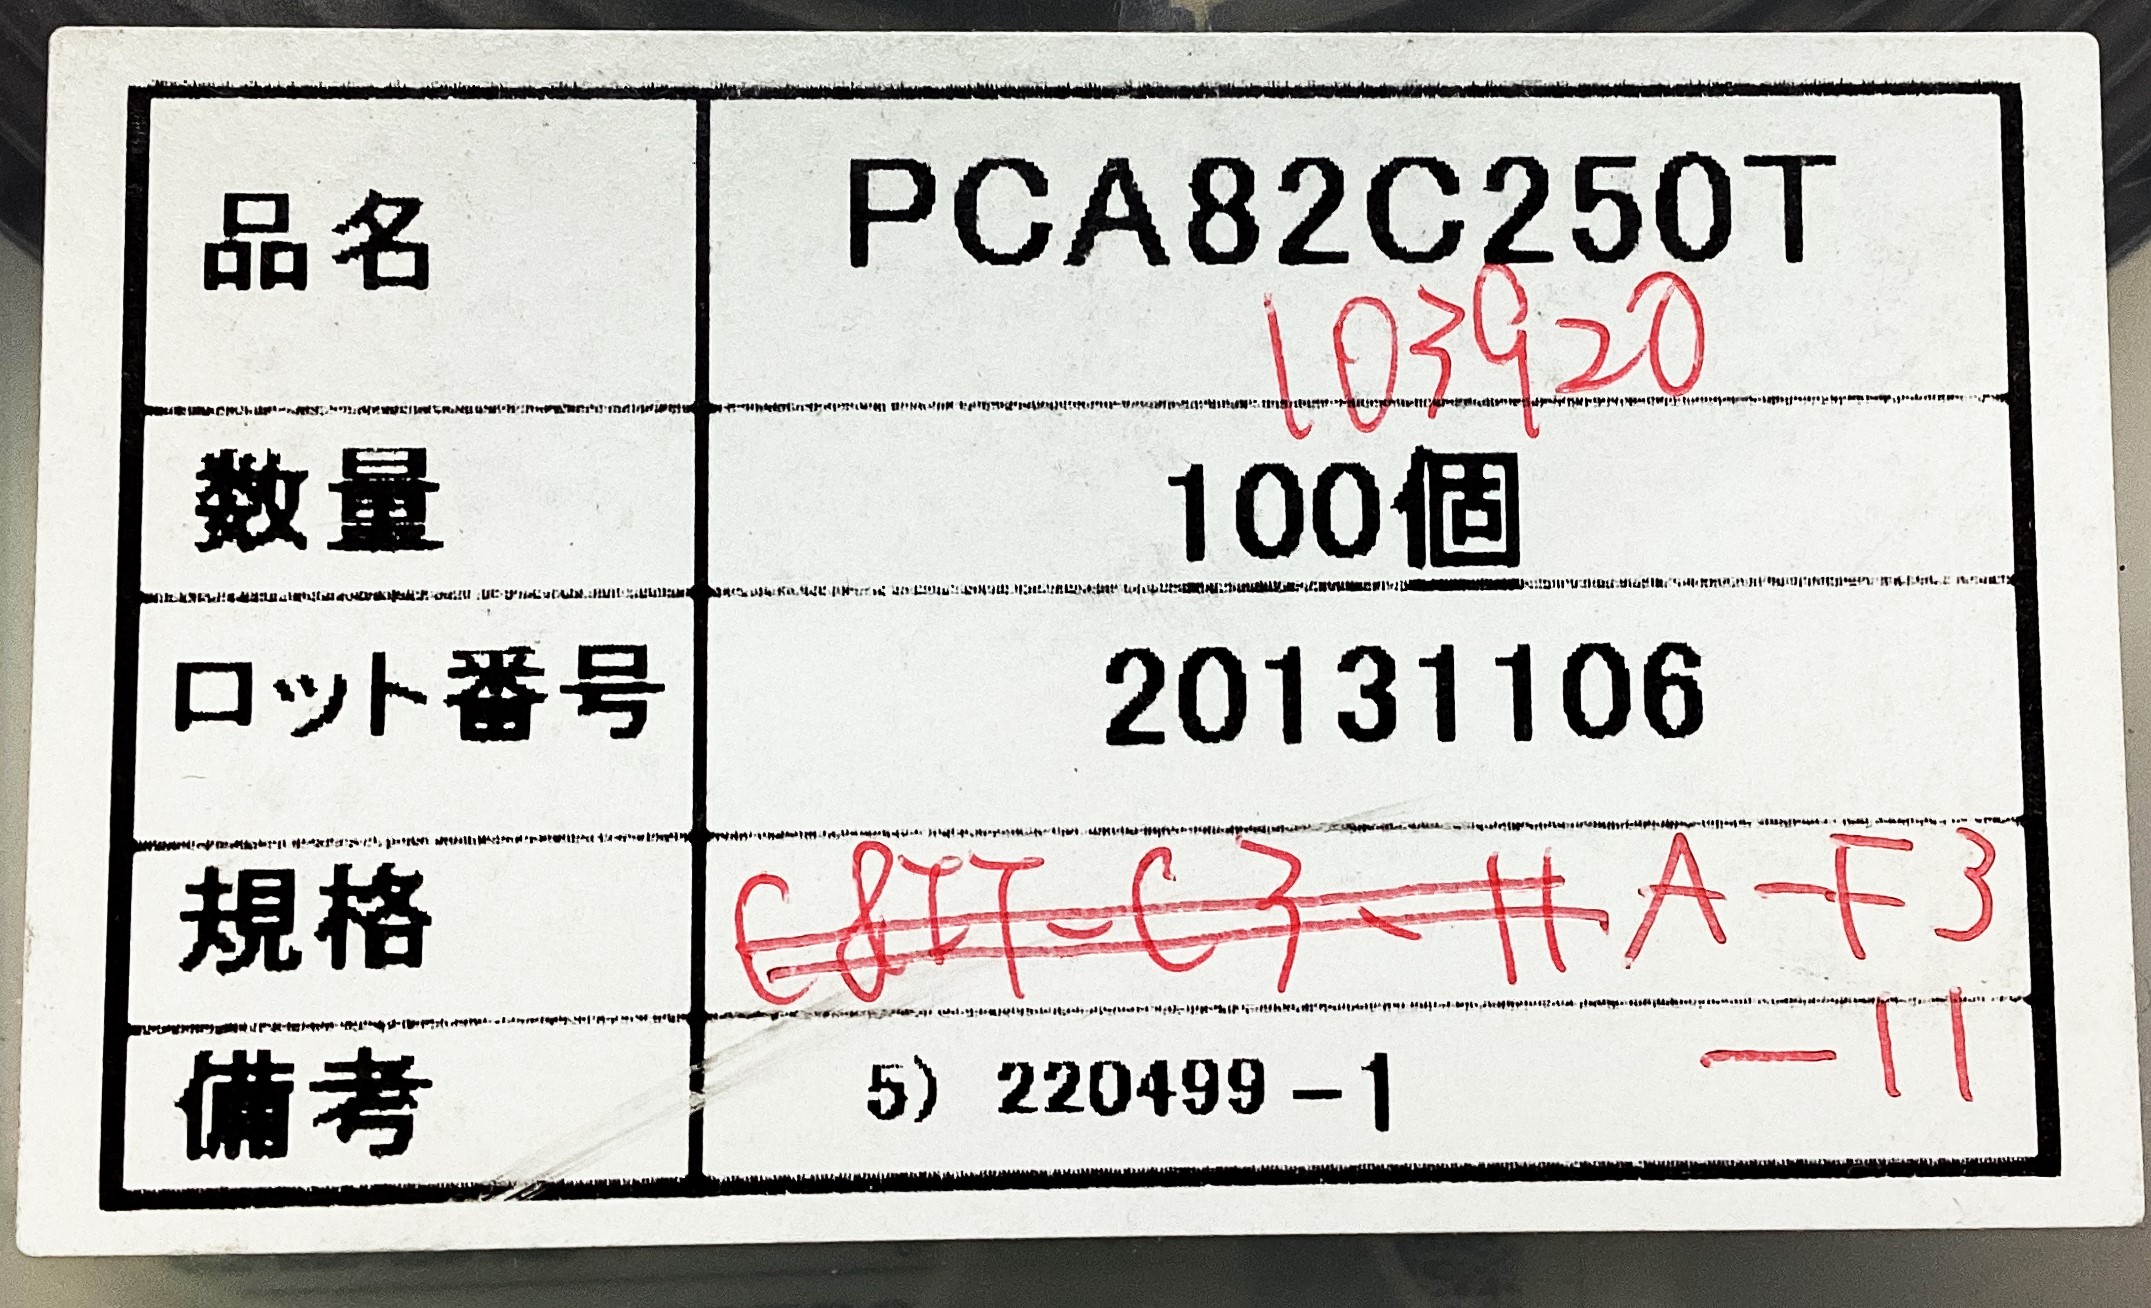 品名 PCA82C250T
103920
数量 100個
ロット番号 20131106
規格 A-F3
-11
備考 5) 220499-1